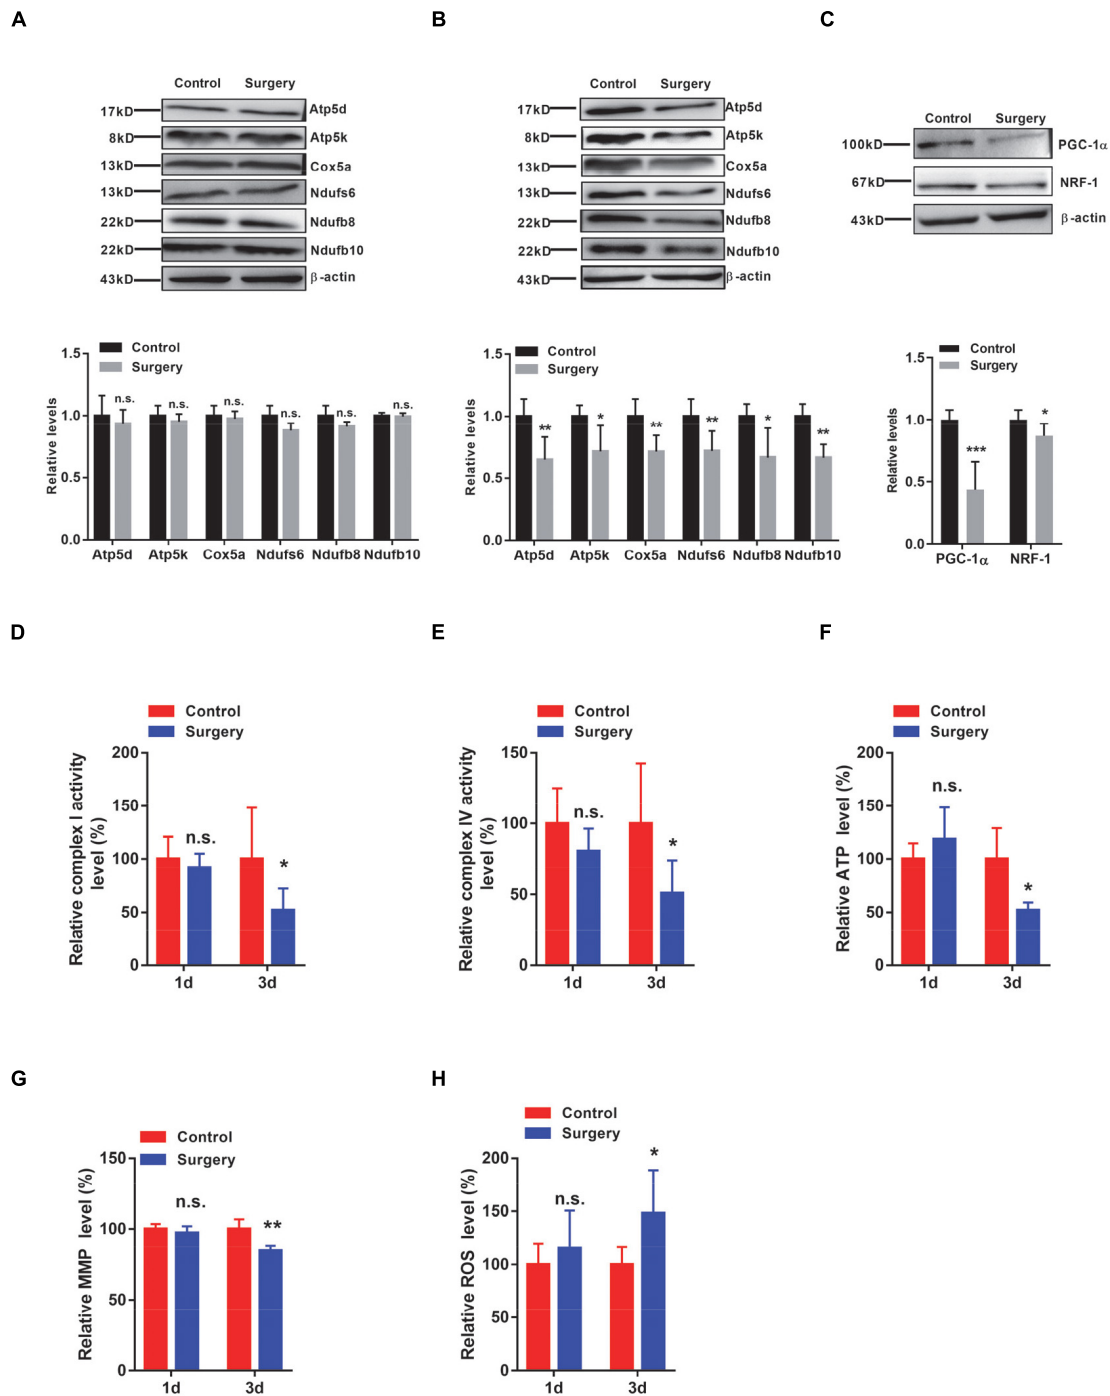 A
B
C
Control Surgery
17kD Atp5d
8kD Atp5k
13kD Cox5a
13kD Ndufs6
22kD Ndufb8
22kD Ndufb10
43kD β-actin
Control Surgery
17kD Atp5d
8kD Atp5k
13kD Cox5a
13kD Ndufs6
22kD Ndufb8
22kD Ndufb10
43kD β-actin
Control Surgery
100kD PGC-1α
67kD NRF-1
43kD β-actin
Control
Surgery
Relative levels
1.5
1.0
0.5
0.0
n.s. n.s. n.s. n.s. n.s. n.s.
Atp5d Atp5k Cox5a Ndufs6 Ndufb8 Ndufb10
Control
Surgery
Relative levels
1.5
1.0
0.5
0.0
** * ** ** * **
Atp5d Atp5k Cox5a Ndufs6 Ndufb8 Ndufb10
Control
Surgery
Relative levels
1.5
1.0
0.5
0.0
*** *
PGC-1α NRF-1
D
E
F
Control
Surgery
Relative complex I activity
level (%)
200
150
100
50
0
n.s. *
1d 3d
Control
Surgery
Relative complex IV activity
level (%)
150
100
50
0
n.s. *
1d 3d
Control
Surgery
Relative ATP level (%)
200
150
100
50
0
n.s. *
1d 3d
G
H
Control
Surgery
Relative MMP level (%)
150
100
50
0
n.s. **
1d 3d
Control
Surgery
Relative ROS level (%)
200
150
100
50
0
n.s. *
1d 3d